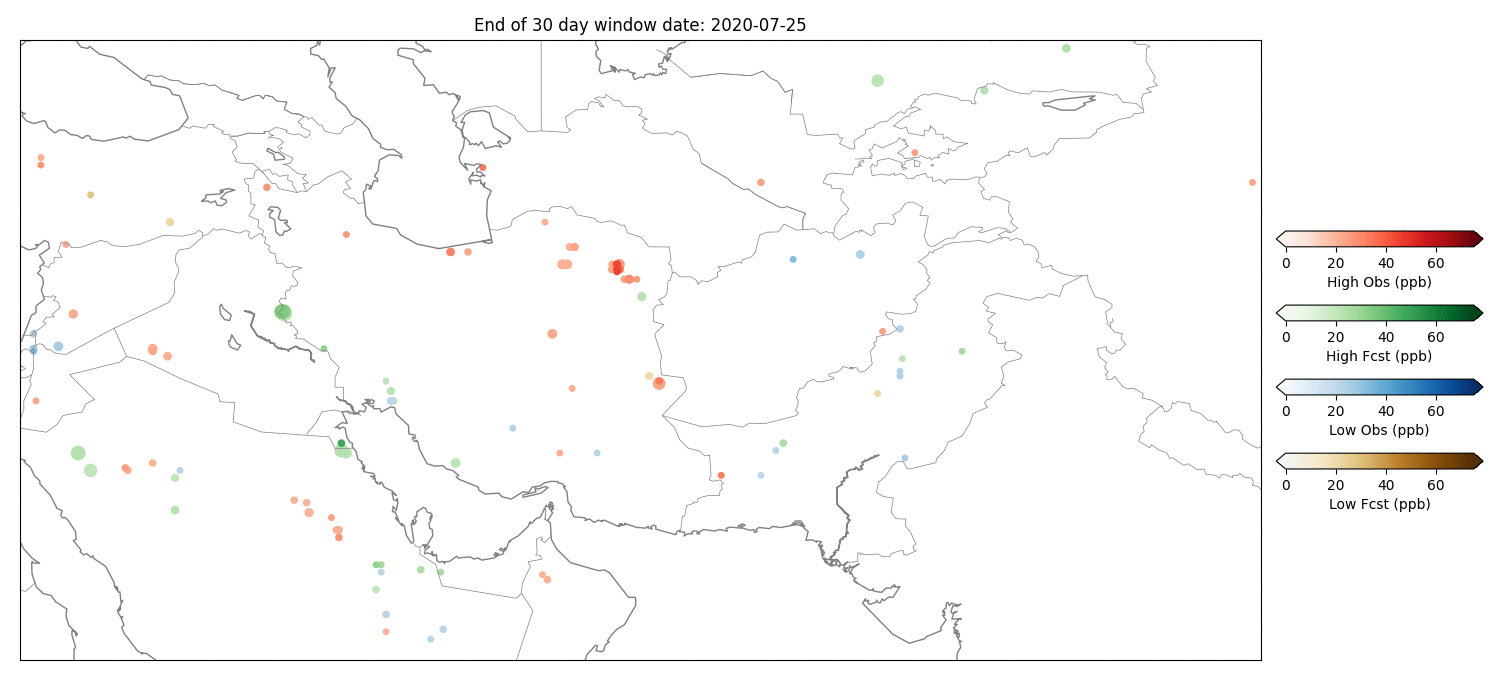 End of 30 day window date: 2020-07-25
0 20 40 60
High Obs (ppb)
0 20 40 60
High Fcst (ppb)
0 20 40 60
Low Obs (ppb)
0 20 40 60
Low Fcst (ppb)